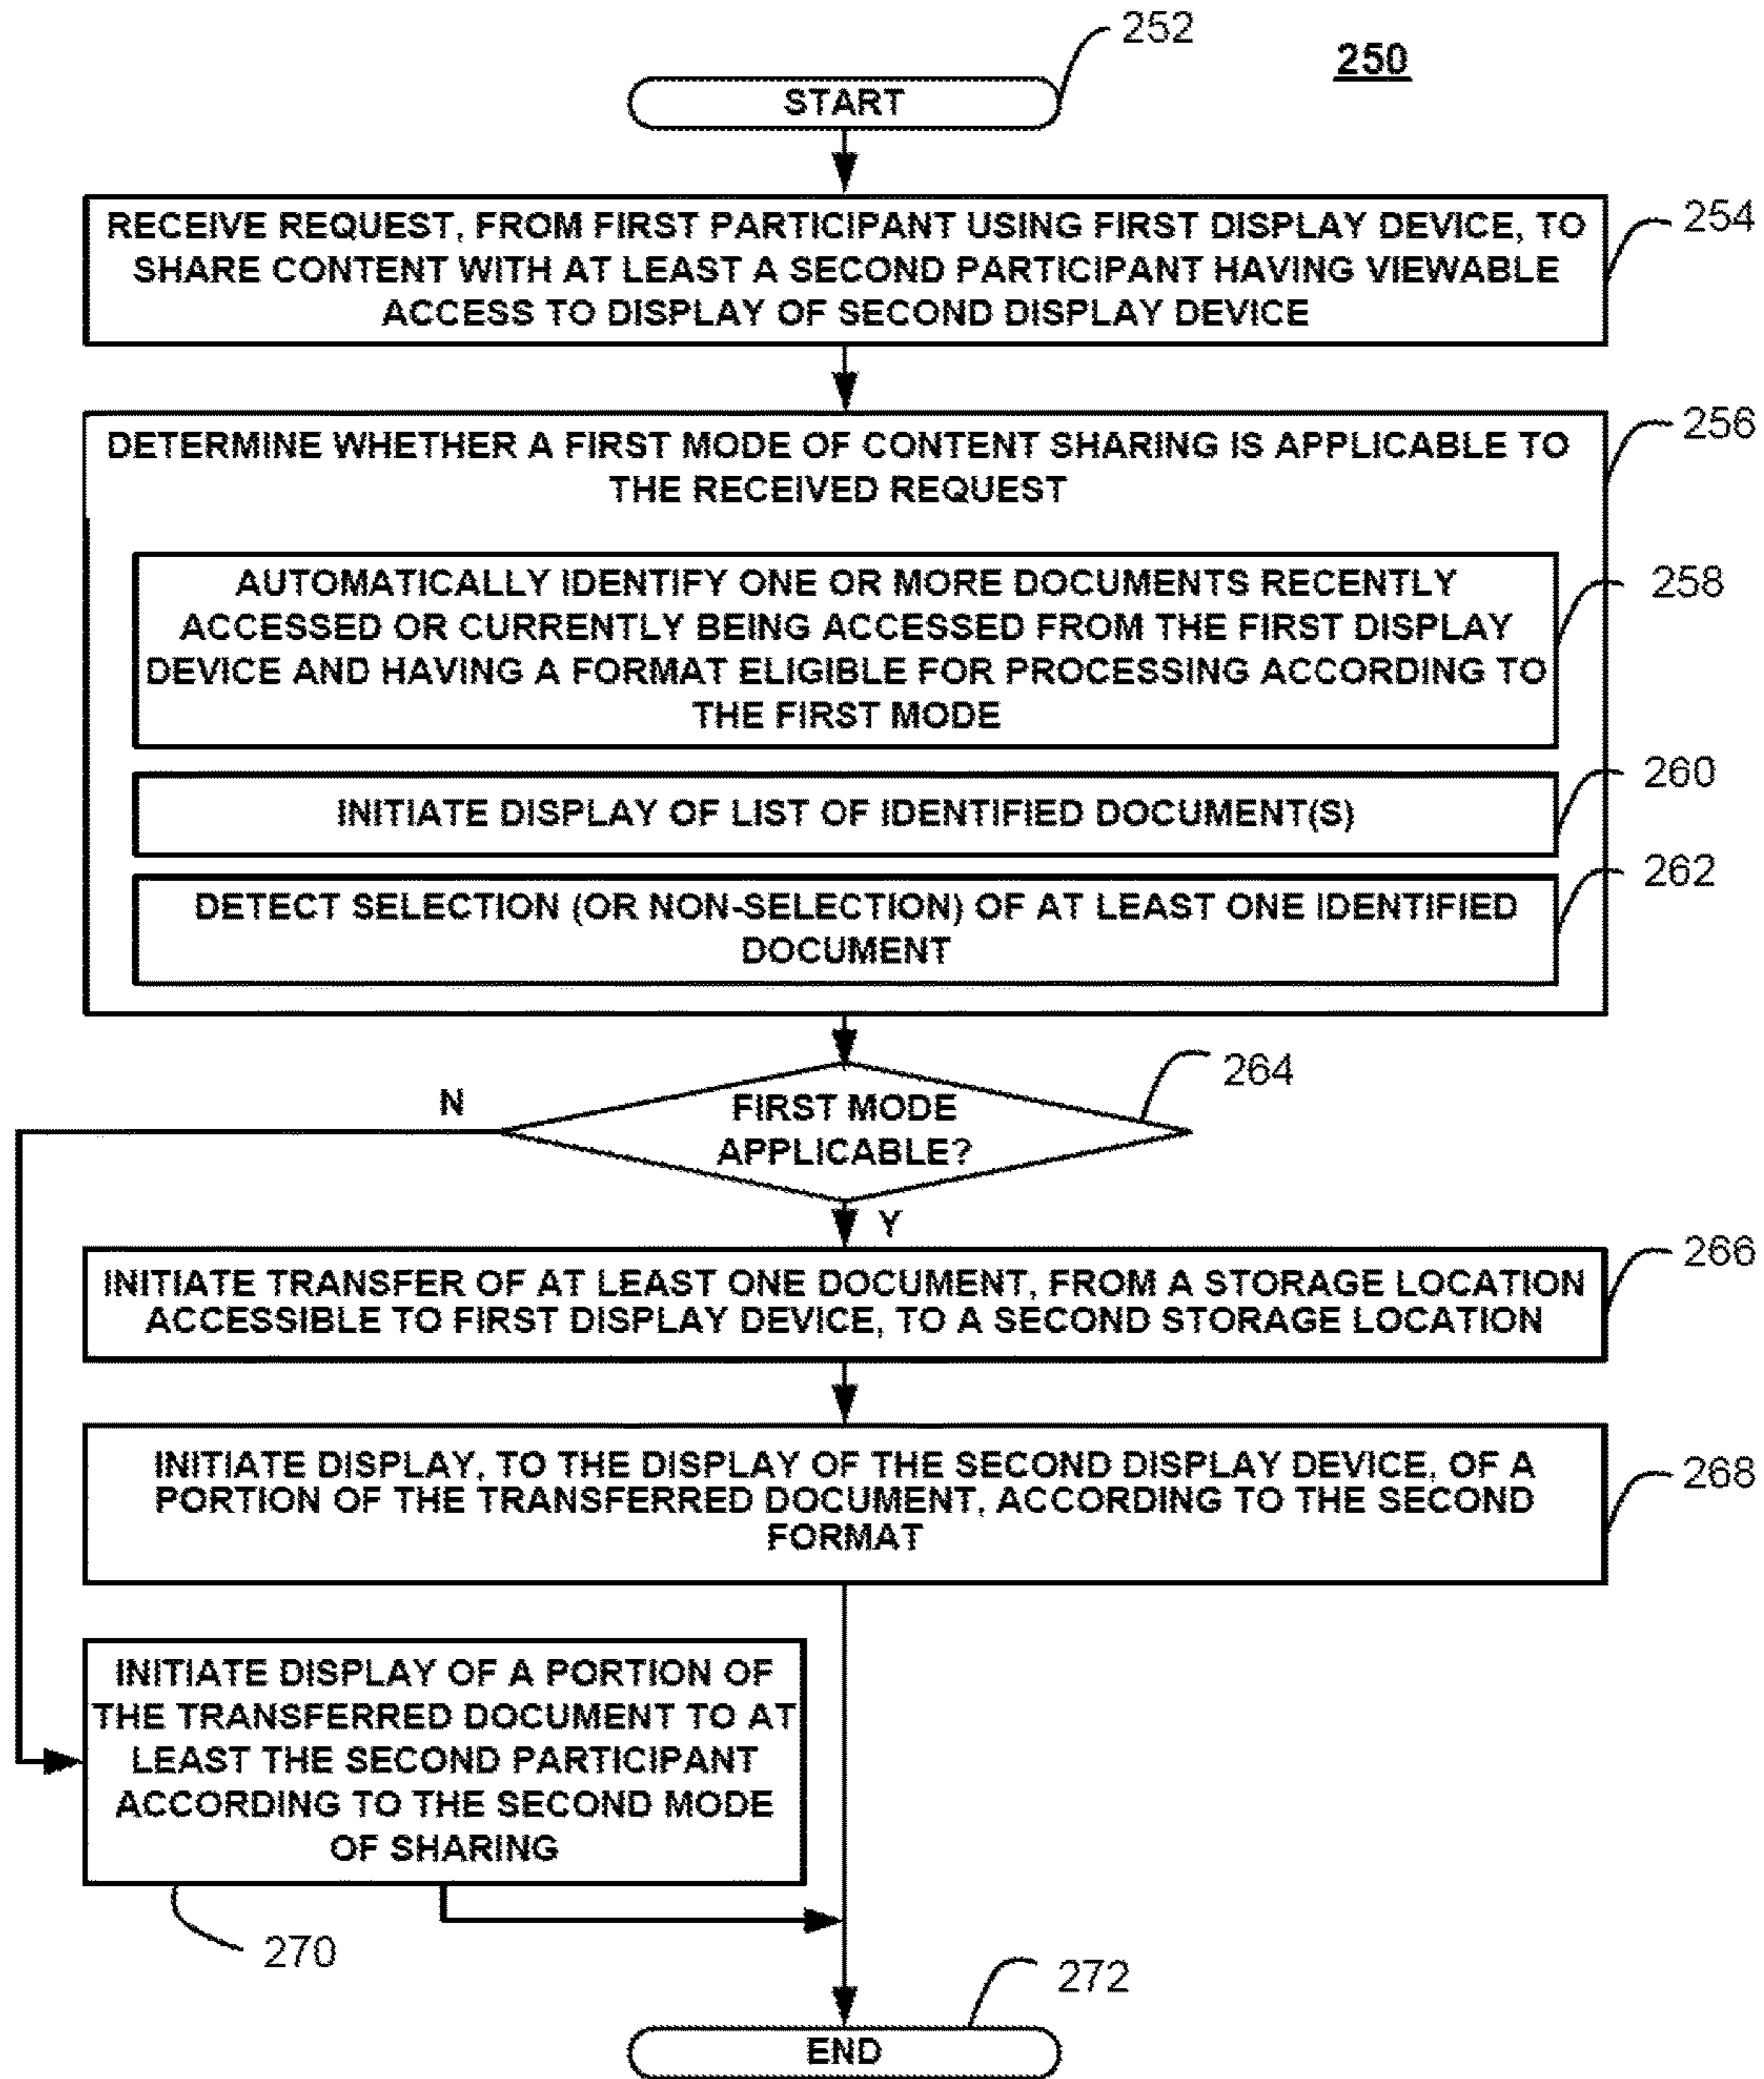 252
250
START
RECEIVE REQUEST, FROM FIRST PARTICIPANT USING FIRST DISPLAY DEVICE, TO
SHARE CONTENT WITH AT LEAST A SECOND PARTICIPANT HAVING VIEWABLE
ACCESS TO DISPLAY OF SECOND DISPLAY DEVICE
254
DETERMINE WHETHER A FIRST MODE OF CONTENT SHARING IS APPLICABLE TO
THE RECEIVED REQUEST
256
AUTOMATICALLY IDENTIFY ONE OR MORE DOCUMENTS RECENTLY
ACCESSED OR CURRENTLY BEING ACCESSED FROM THE FIRST DISPLAY
DEVICE AND HAVING A FORMAT ELIGIBLE FOR PROCESSING ACCORDING TO
THE FIRST MODE
258
INITIATE DISPLAY OF LIST OF IDENTIFIED DOCUMENT(S)
260
DETECT SELECTION (OR NON-SELECTION) OF AT LEAST ONE IDENTIFIED
DOCUMENT
262
FIRST MODE
APPLICABLE?
264
N
Y
INITIATE TRANSFER OF AT LEAST ONE DOCUMENT, FROM A STORAGE LOCATION
ACCESSIBLE TO FIRST DISPLAY DEVICE, TO A SECOND STORAGE LOCATION
266
INITIATE DISPLAY, TO THE DISPLAY OF THE SECOND DISPLAY DEVICE, OF A
PORTION OF THE TRANSFERRED DOCUMENT, ACCORDING TO THE SECOND
FORMAT
268
INITIATE DISPLAY OF A PORTION OF
THE TRANSFERRED DOCUMENT TO AT
LEAST THE SECOND PARTICIPANT
ACCORDING TO THE SECOND MODE
OF SHARING
270
272
END